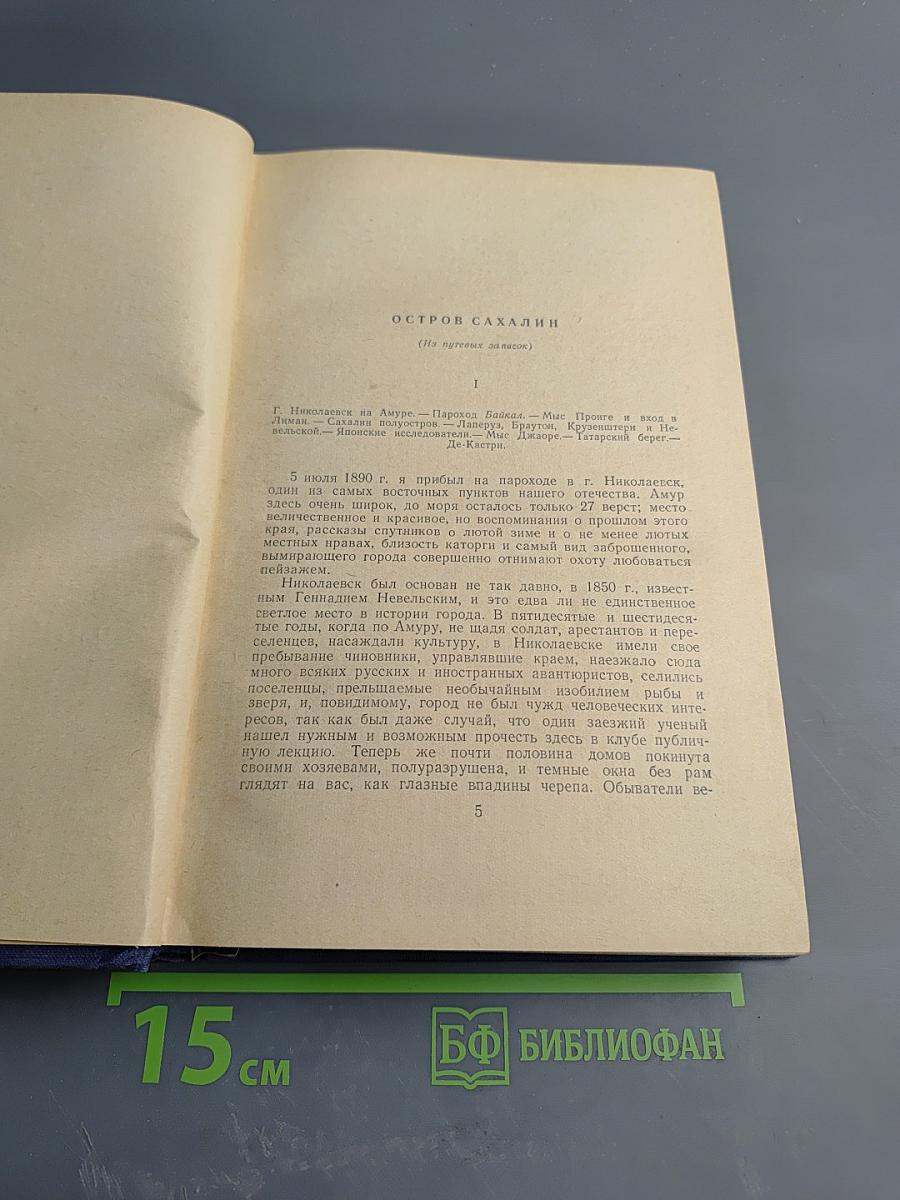 ОСТРОВ САХАЛИН
(Из путевых записок)
I
Г. Николаевск на Амуре. — Пароход Байкал. — Мыс Пронге и вход в
Лиман. — Сахалин полуостров. — Лаперуз, Браутон, Крузенштерн и Не-
вельской.— Японские исследователи.— Мыс Джаоре.— Татарский берег.—
Де-Кастри.
5 июля 1890 г. я прибыл на пароходе в г. Николаевск,
один из самых восточных пунктов нашего отечества. Амур
здесь очень широк, до моря осталось только 27 верст; место
величественное и красивое, но воспоминания о прошлом этого
края, рассказы спутников о лютой зиме и о не менее лютых
местных нравах, близость каторги и самый вид заброшенного,
вымирающего города совершенно отнимают охоту любоваться
пейзажем.
Николаевск был основан не так давно, в 1850 г., извест-
ным Геннадием Невельским, и это едва ли не единственное
светлое место в истории города. В пятидесятые и шестидеся-
тые годы, когда по Амуру, не щадя солдат, арестантов и пере-
селенцев, насаждали культуру, в Николаевске имели свое
пребывание чиновники, управлявшие краем, наезжало сюда
много всяких русских и иностранных авантюристов, селились
поселенцы, прельщаемые необычайным изобилием рыбы и
зверя, и, повидимому, город не был чужд человеческих инте-
ресов, так как был даже случай, что один заезжий ученый
нашел нужным и возможным прочесть здесь в клубе публич-
ную лекцию. Теперь же почти половина домов покинута
своими хозяевами, полуразрушена, и темные окна без рам
глядят на вас, как глазные впадины черепа. Обыватели ве-
5
15 см
БФ БИБЛИОФАН